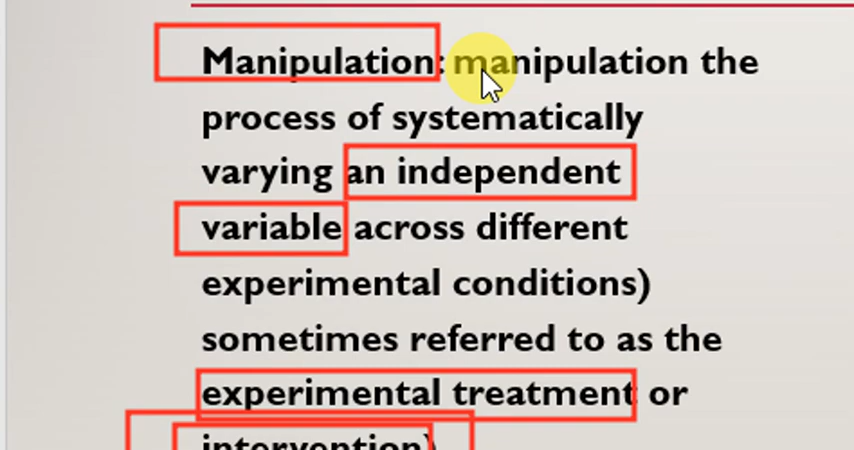 Manipulation: manipulation the
process of systematically
varying an independent
variable across different
experimental conditions)
sometimes referred to as the
experimental treatment or
intervention)